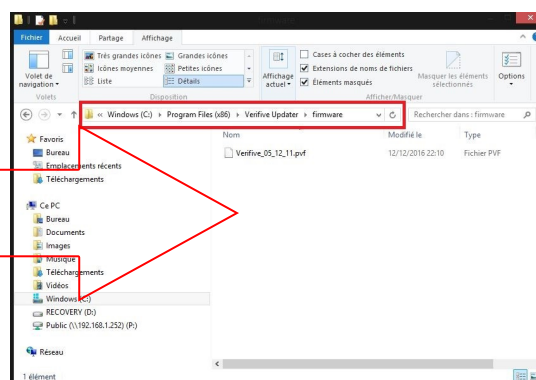 Fichier Accueil Partage Affichage
Volet de navigation
Très grandes icônes
Grandes icônes
Icônes moyennes
Petites icônes
Liste
Détails
Affichage actuel
Cases à cocher des éléments
Extensions de noms de fichiers
Éléments masqués
Masquer les éléments sélectionnés
Options
Volets
Disposition
Afficher/Masquer
« Windows (C:) Program Files (x86) Verifive Updater firmware
Rechercher dans : firmware
Nom Modifié le Type
Verifive_05_12_11.pvf 12/12/2016 22:10 Fichier PVF
Favoris
Bureau
Emplacements récents
Téléchargements
Ce PC
Bureau
Documents
Images
Musique
Téléchargements
Vidéos
Windows (C:)
RECOVERY (D:)
Public (\\192.168.1.252) (P:)
Réseau
1 élément